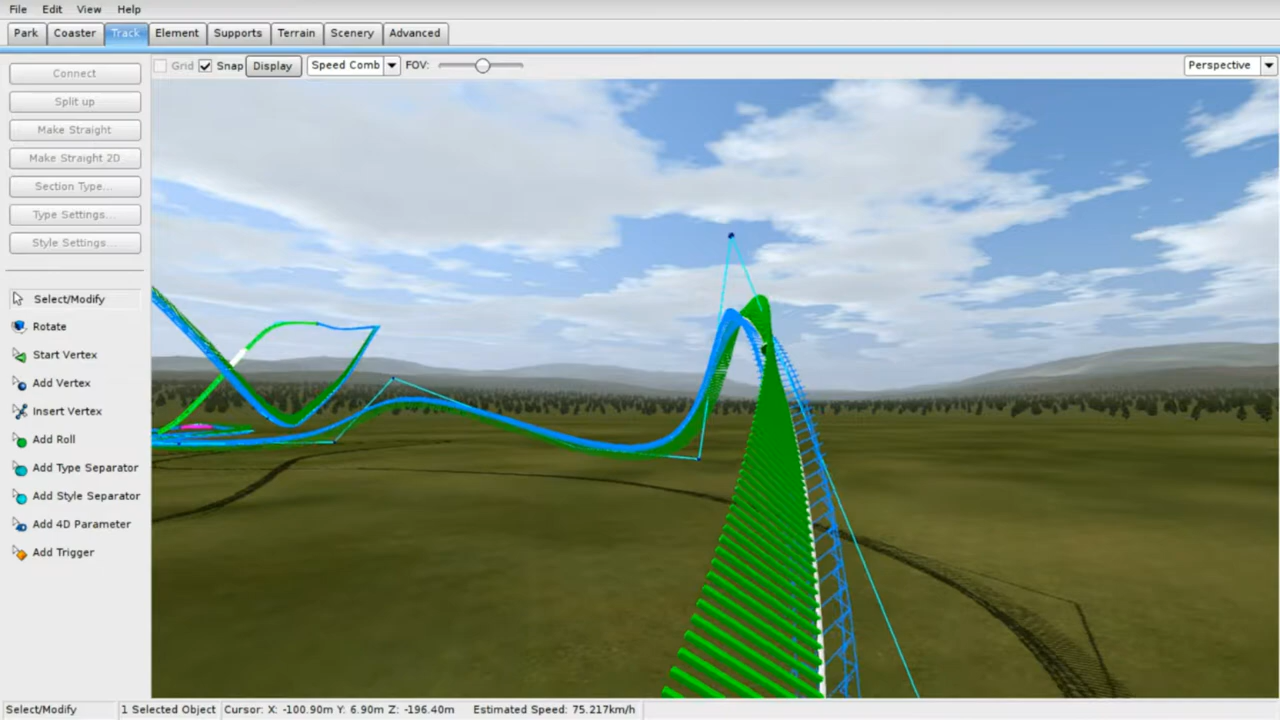 File Edit View Help
Park Coaster Track Element Supports Terrain Scenery Advanced
Grid Snap Display Speed Comb FOV: Perspective
Connect
Split up
Make Straight
Make Straight 2D
Section Type...
Type Settings...
Style Settings...
Select/Modify
Rotate
Start Vertex
Add Vertex
Insert Vertex
Add Roll
Add Type Separator
Add Style Separator
Add 4D Parameter
Add Trigger
Select/Modify 1 Selected Object Cursor: X: -100.90m Y: 6.90m Z: -196.40m Estimated Speed: 75.217km/h